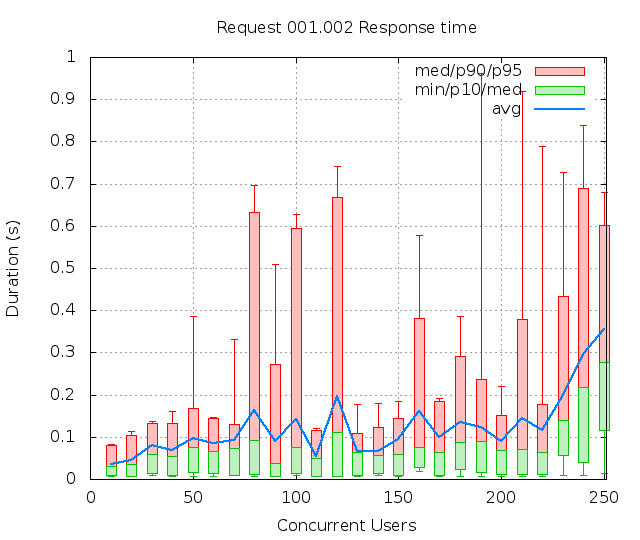 Request 001.002 Response time
med/p90/p95
min/p10/med
avg
1
0.9
0.8
0.7
0.6
0.5
0.4
0.3
0.2
0.1
0
Duration (s)
0 50 100 150 200 250
Concurrent Users